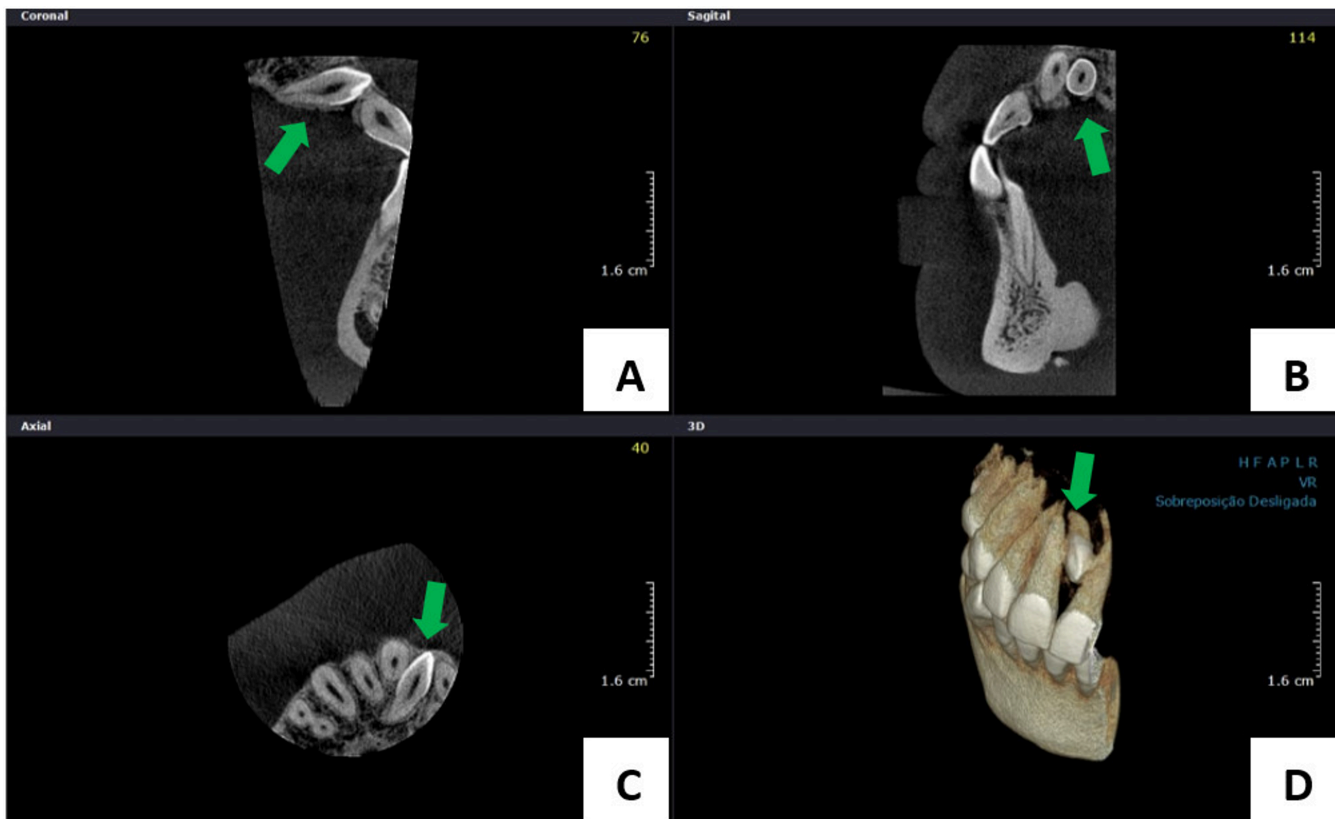 Coronal
76
1.6 cm
A
Sagital
114
1.6 cm
B
Axial
40
1.6 cm
C
3D
H F A P L R
VR
Sobreposição Desligada
1.6 cm
D